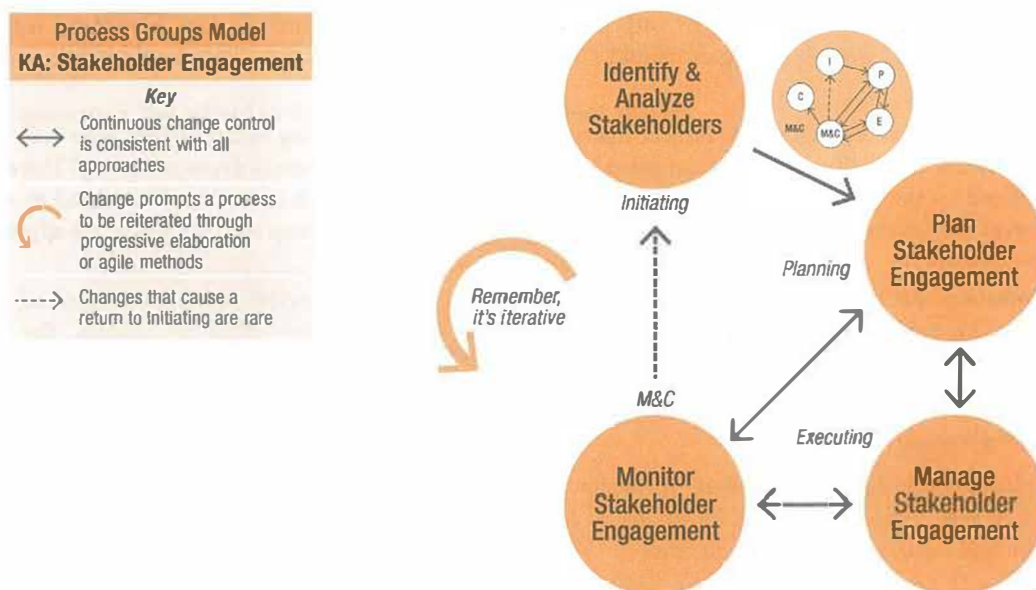 Process Groups Model
KA: Stakeholder Engagement
Key
Continuous change control
is consistent with all
approaches
Change prompts a process
to be reiterated through
progressive elaboration
or agile methods
Changes that cause a
return to Initiating are rare
Identify &
Analyze
Stakeholders
I
P
C
E
M&C
M&C
Initiating
Plan
Stakeholder
Engagement
Planning
Remember,
it's iterative
M&C
Executing
Monitor
Stakeholder
Engagement
Manage
Stakeholder
Engagement